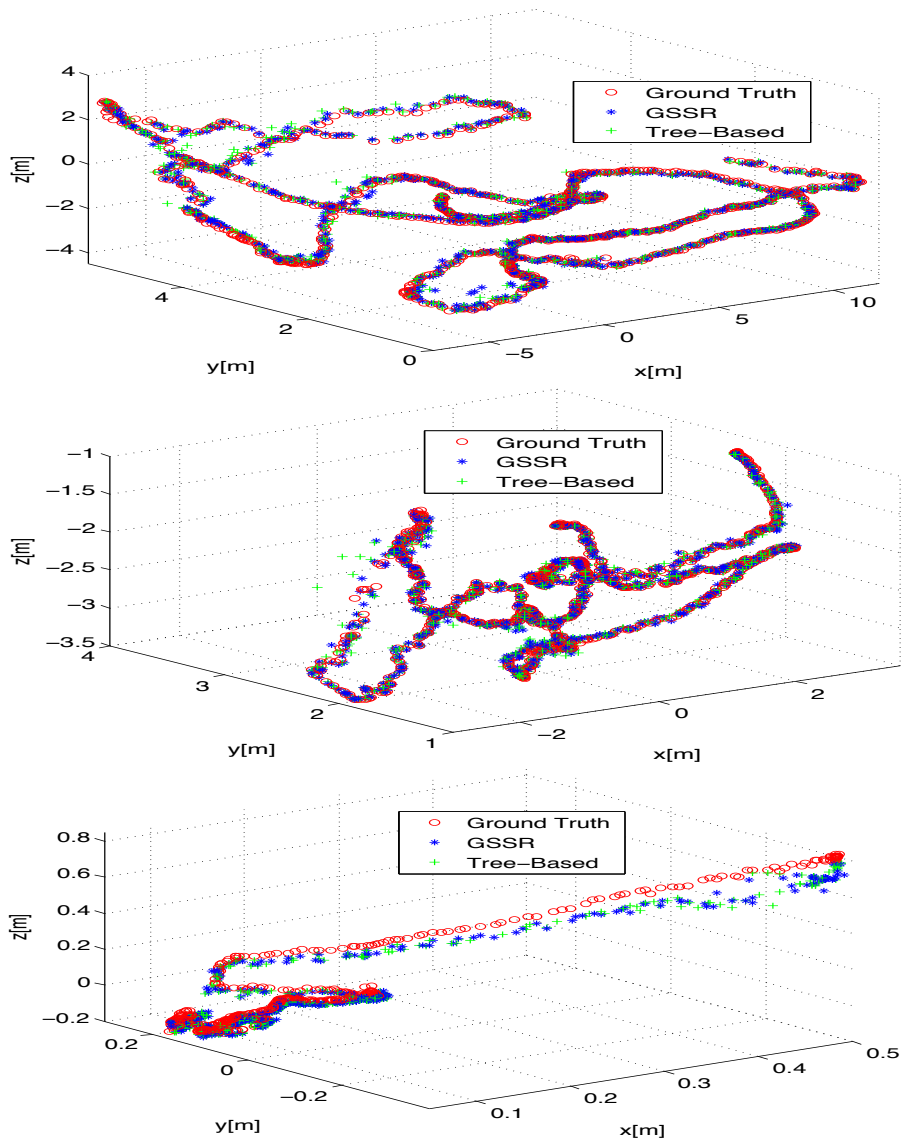 4
2
0
−2
−4
z[m]
Ground Truth
GSSR
Tree−Based
4
2
0
y[m]
−5
0
5
10
x[m]
−1
−1.5
−2
−2.5
−3
−3.5
z[m]
Ground Truth
GSSR
Tree−Based
4
3
2
1
y[m]
−2
0
2
x[m]
0.8
0.6
0.4
0.2
0
−0.2
z[m]
Ground Truth
GSSR
Tree−Based
0.2
0
−0.2
y[m]
0.1
0.2
0.3
0.4
0.5
x[m]